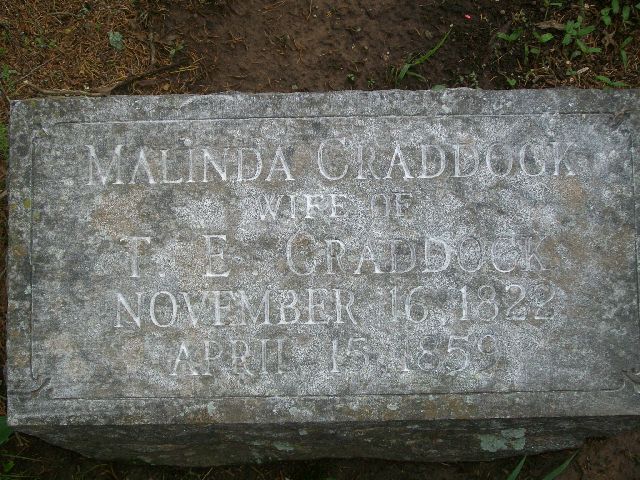 MALINDA CRADDOCK
WIFE OF
T. E. CRADDOCK
NOVEMBER 16, 1822
APRIL 15, 1859